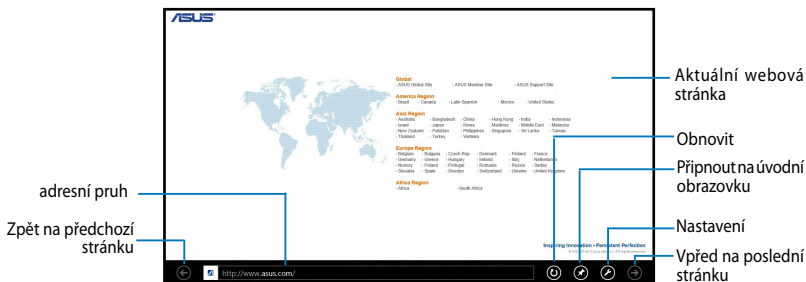 ASUS
Global
- ASUS Global Site - ASUS Member Site - ASUS Support Site
America Region
- Brazil - Canada - Latin Spanish - Mexico - United States
Asia Region
- Australia - Bangladesh - China - Hong Kong - India - Indonesia
- Israel - Japan - Korea - Maldives - Middle East - Malaysia
- New Zealand - Pakistan - Philippines - Singapore - Sri Lanka - Taiwan
- Thailand - Turkey - Vietnam
Europe Region
- Belgium - Bulgaria - Czech Rep - Denmark - Finland - France
- Germany - Greece - Hungary - Ireland - Italy - Netherlands
- Norway - Poland - Portugal - Romania - Russia - Serbia
- Slovakia - Spain - Sweden - Switzerland - Ukraine - United Kingdom
Africa Region
- Africa - South Africa
Inspiring Innovation • Persistent Perfection
http://www.asus.com/
adresní pruh
Zpět na předchozí
stránku
Aktuální webová
stránka
Obnovit
Připnout na úvodní
obrazovku
Nastavení
Vpřed na poslední
stránku